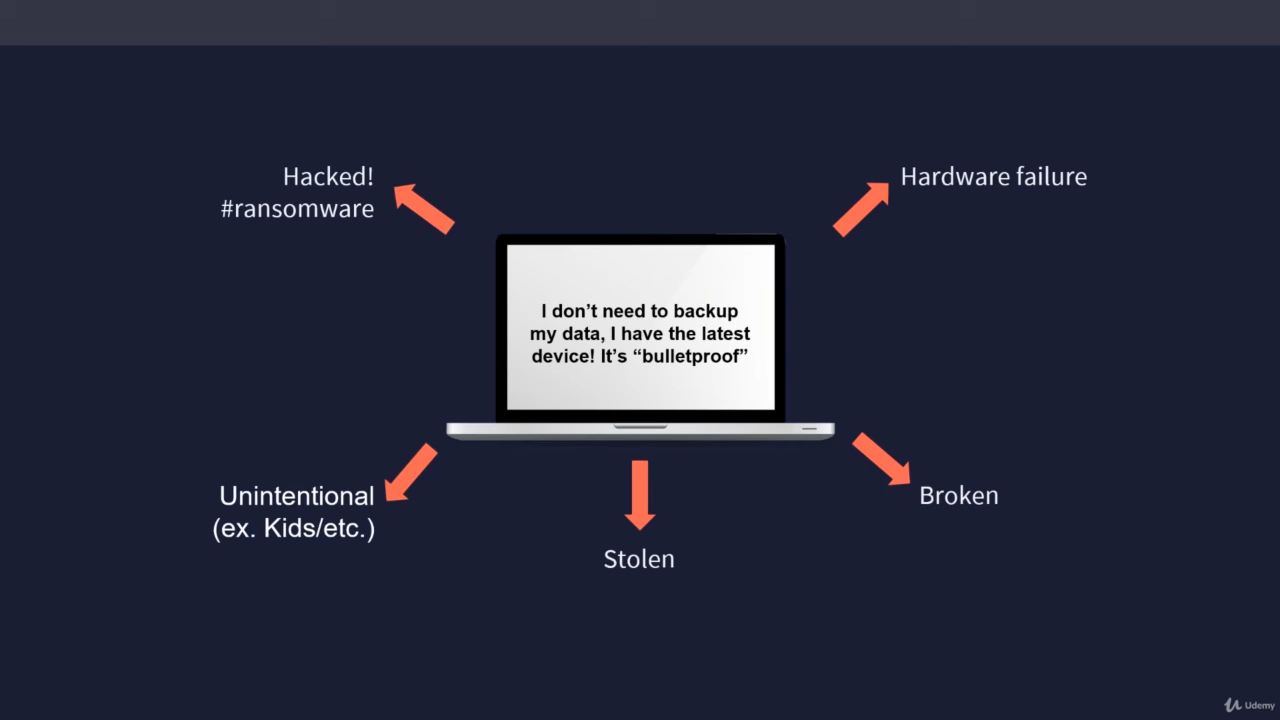 Hacked!
#ransomware
Hardware failure
I don’t need to backup
my data, I have the latest
device! It’s “bulletproof”
Unintentional
(ex. Kids/etc.)
Stolen
Broken
Udemy